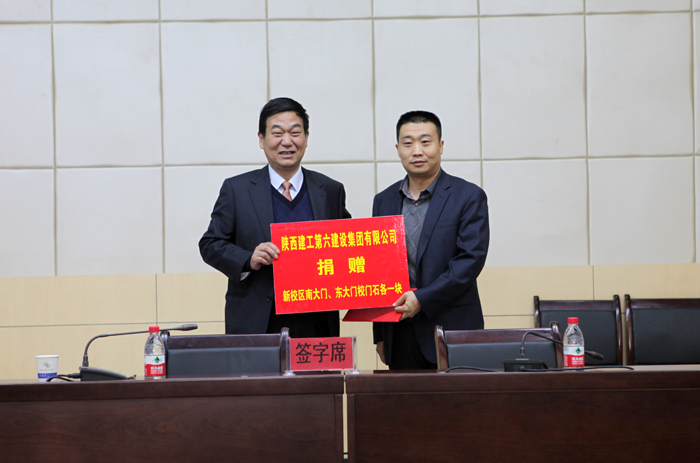 陕西建工第六建设集团有限公司
捐赠
新校区南大门、东大门校门石各一块
签字席